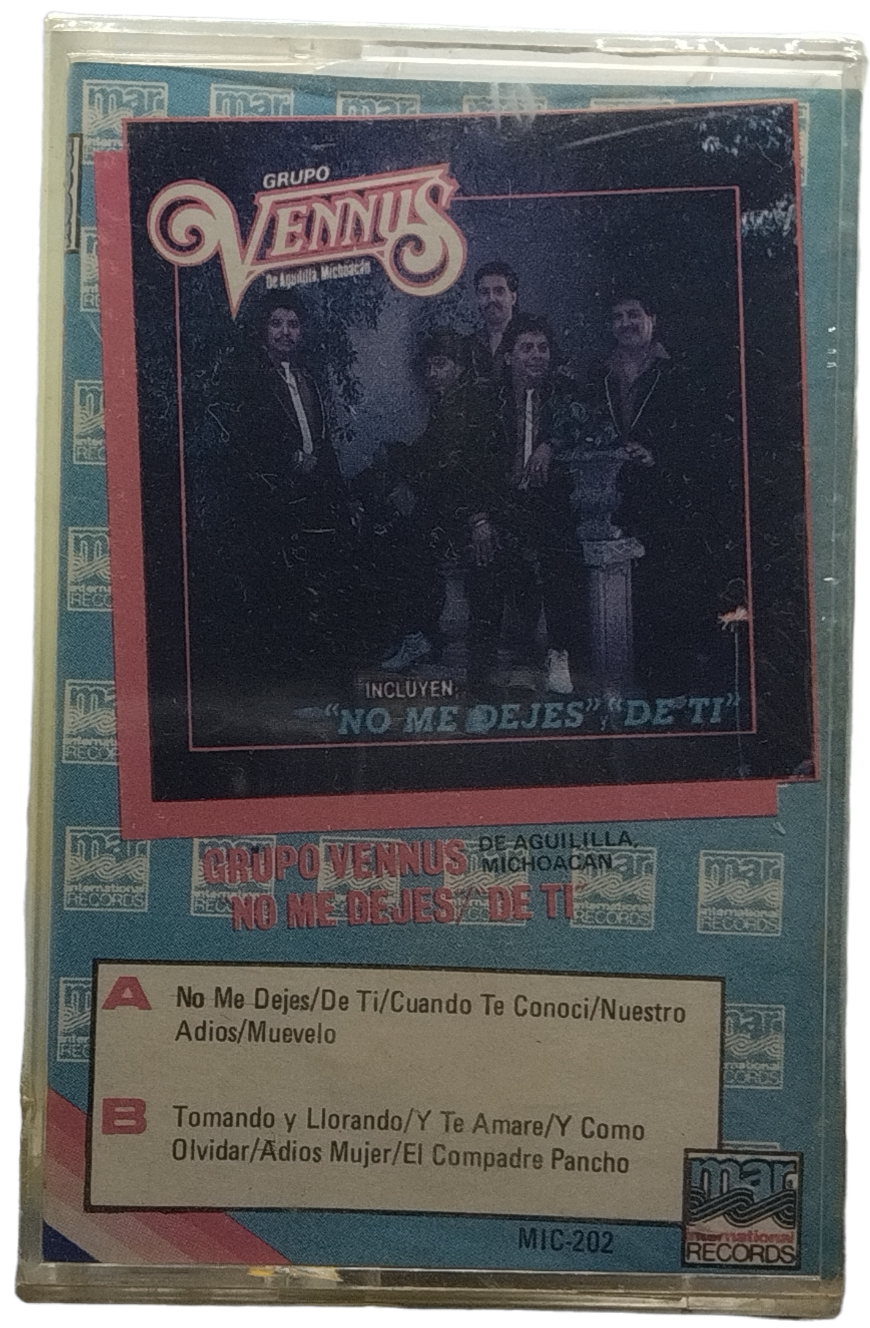 GRUPO
VENNUS
De Aguililla, Michoacán
INCLUYEN:
"NO ME DEJES", "DE TI"
GRUPO VENNUS DE AGUILILLA, MICHOACAN
"NO ME DEJES/" "DE TI"
A No Me Dejes/De Ti/Cuando Te Conoci/Nuestro
Adios/Muevelo
B Tomando y Llorando/Y Te Amare/Y Como
Olvidar/Adios Mujer/El Compadre Pancho
MIC-202
mar
international
RECORDS